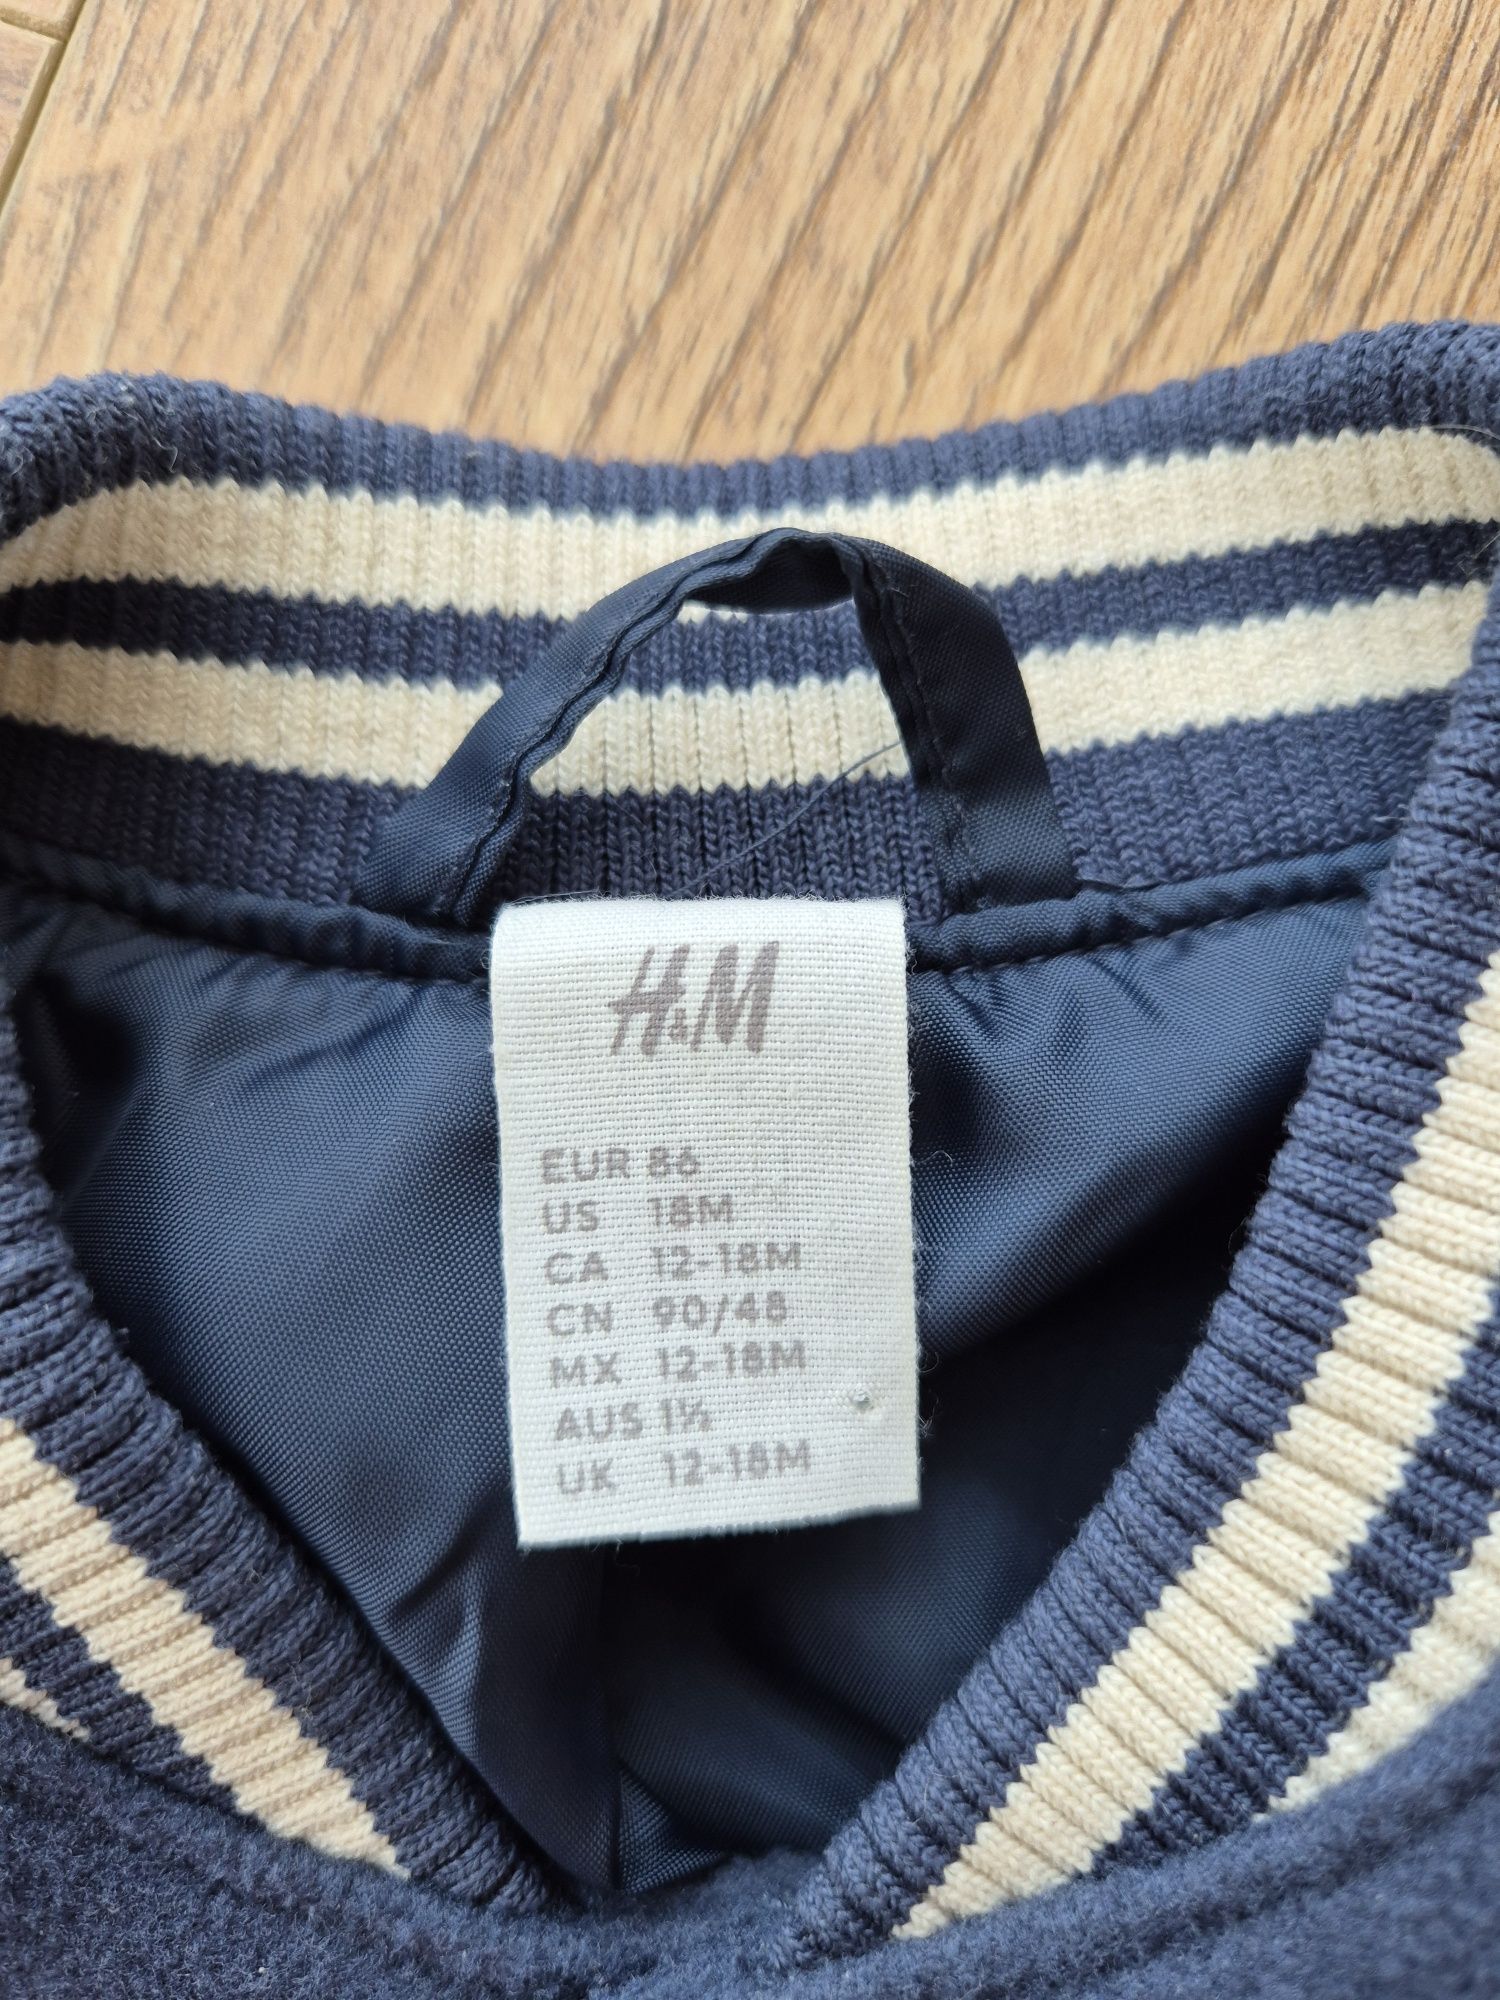 H&M
EUR 86
US 18M
CA 12-18M
CN 90/48
MX 12-18M
AUS 1½
UK 12-18M